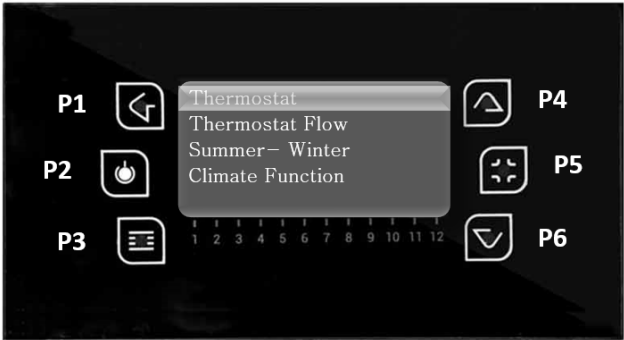 P1
P2
P3
Thermostat
Thermostat Flow
Summer- Winter
Climate Function
1 2 3 4 5 6 7 8 9 10 11 12
P4
P5
P6